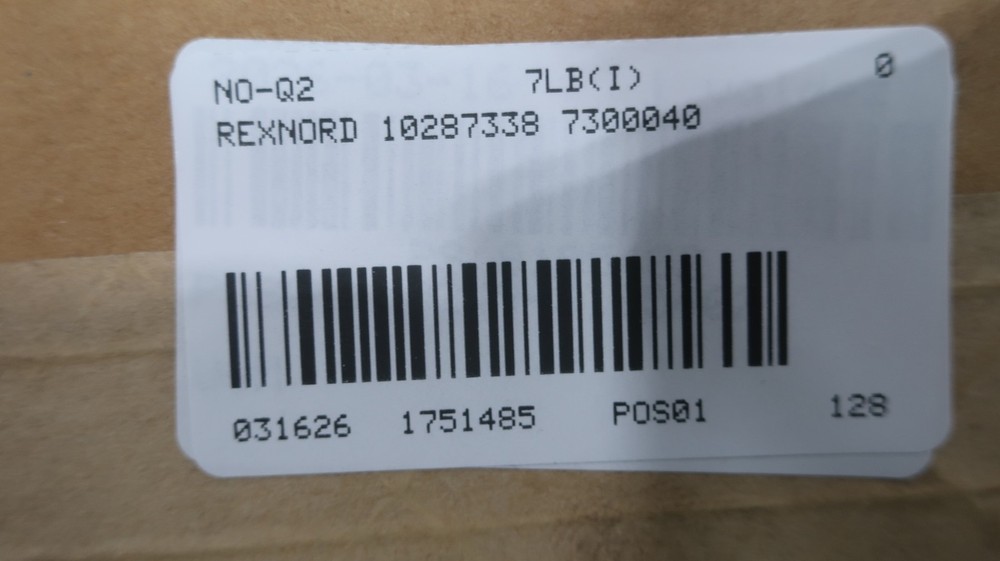 NO-Q2 7LB(I) 0
REXNORD 10287338 7300040
031626 1751485 POS01 128